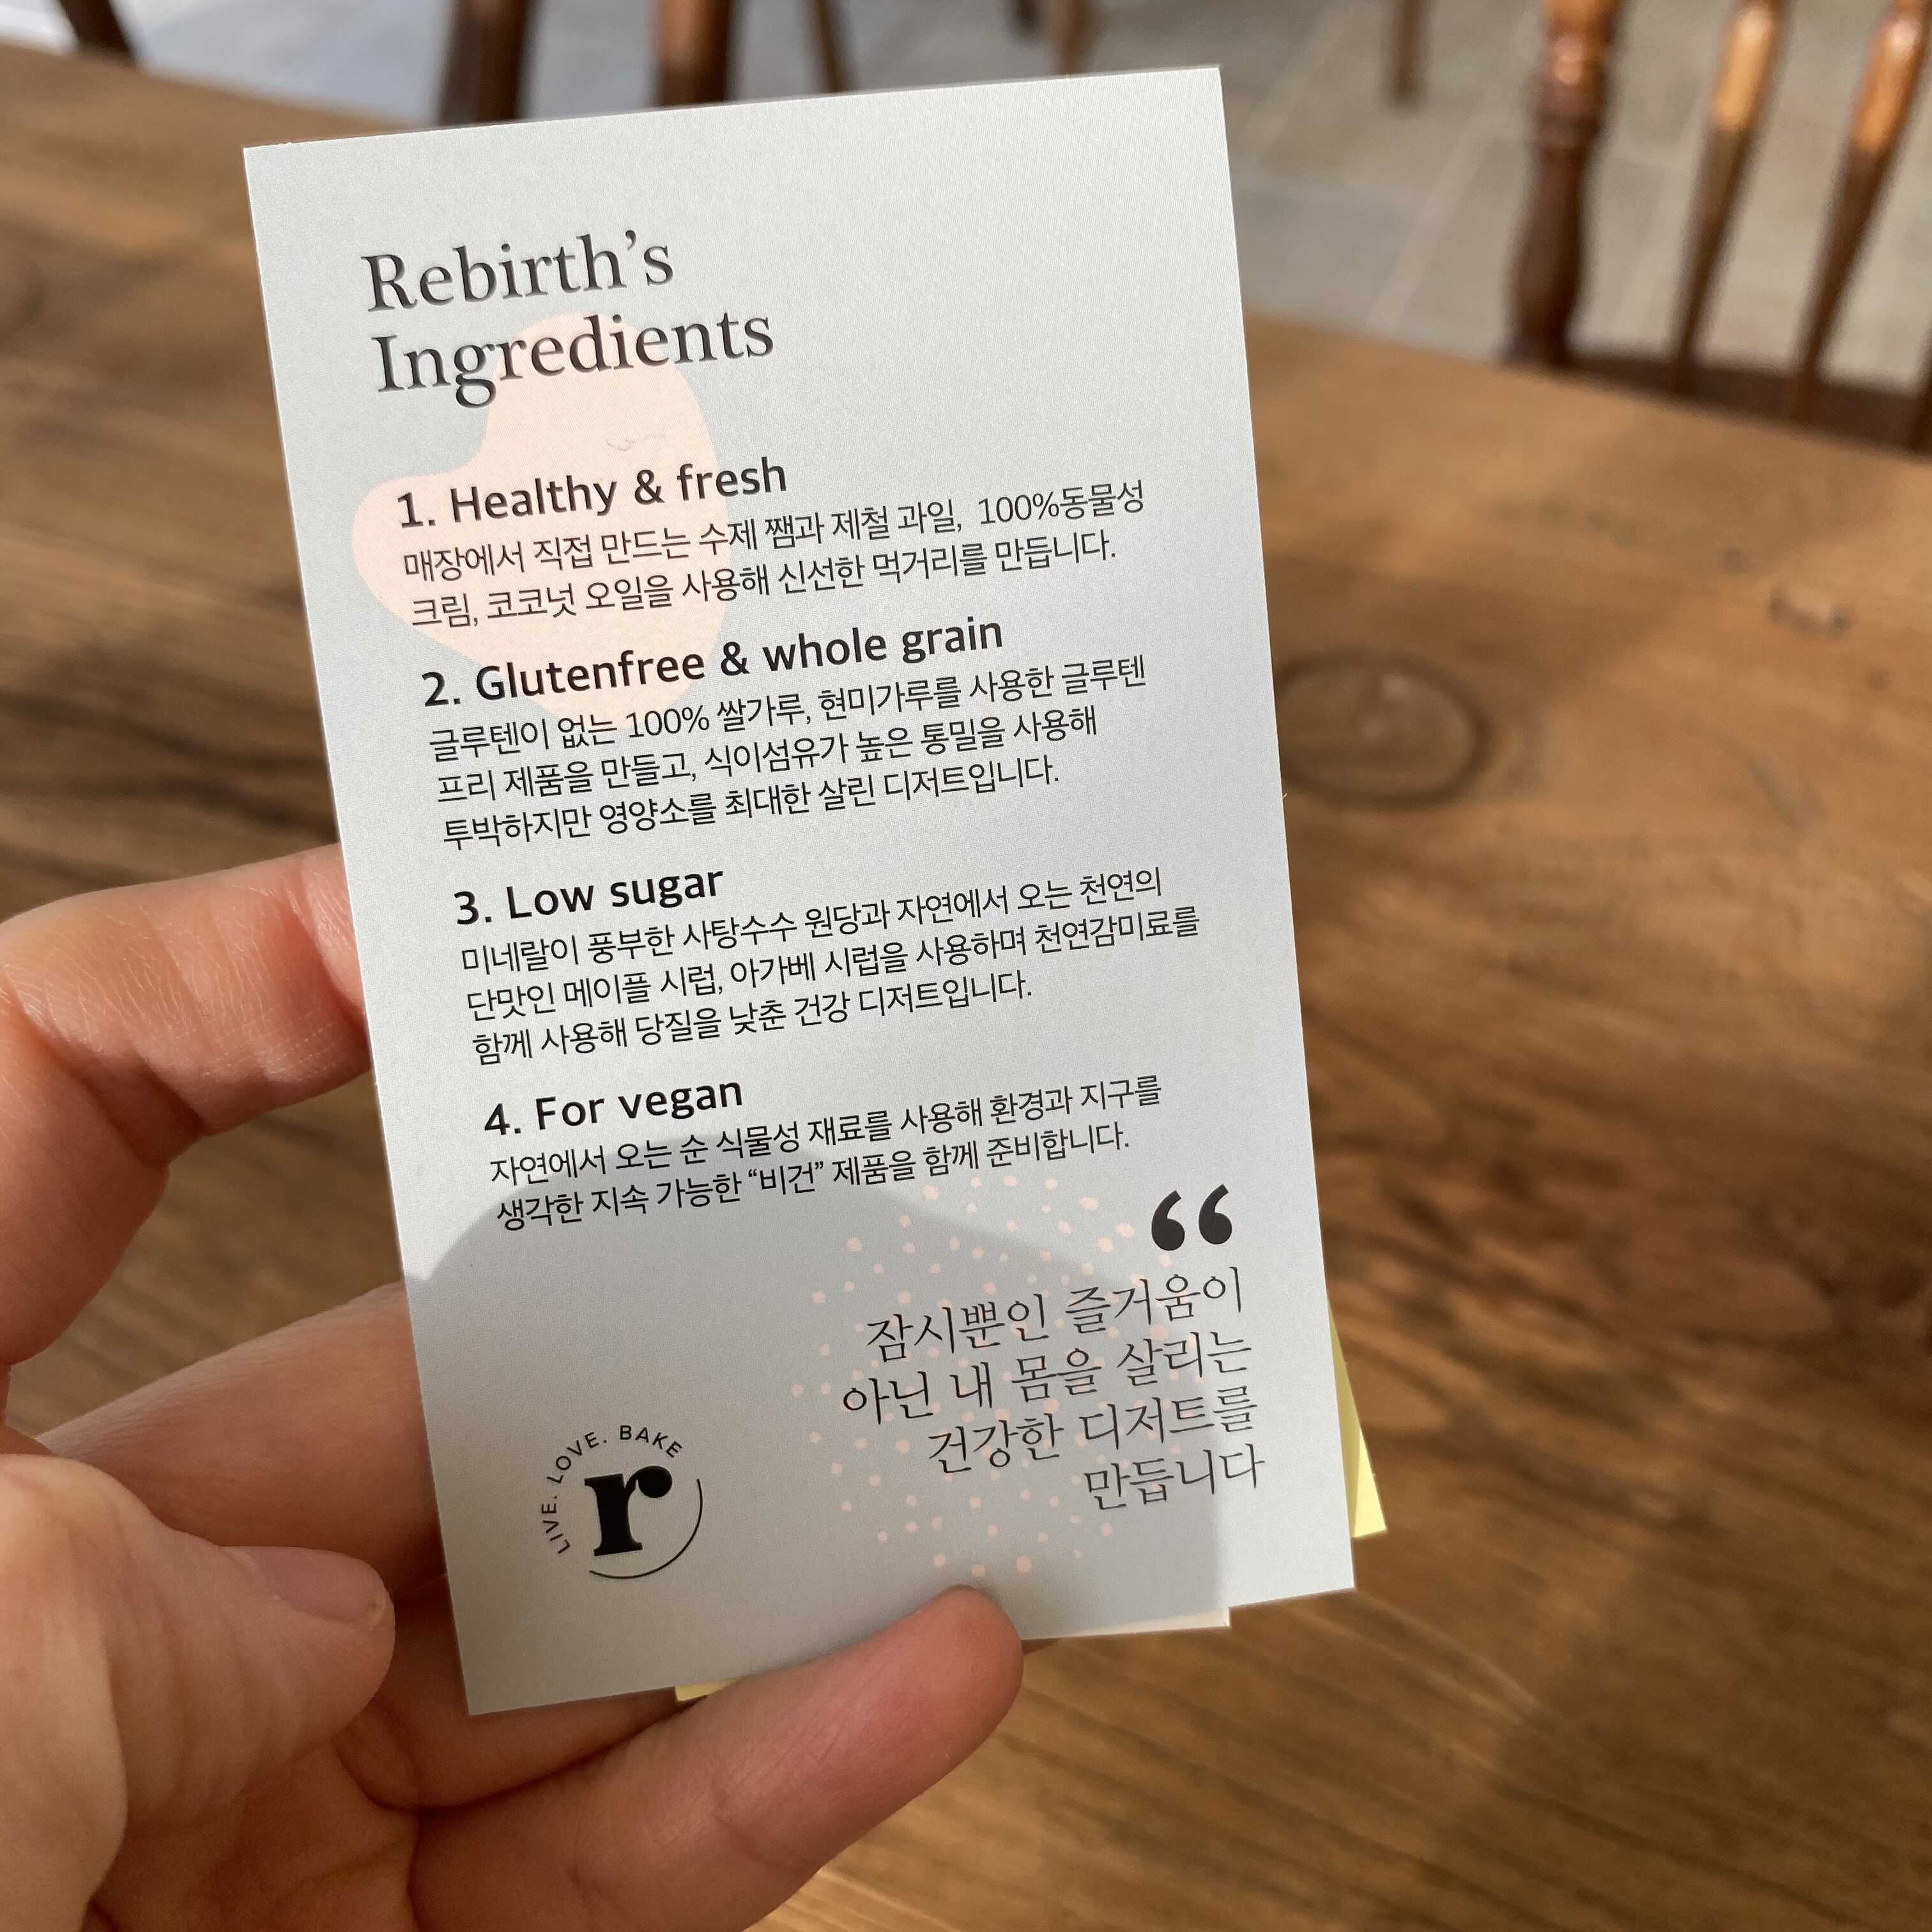 Rebirth’s
Ingredients
1. Healthy & fresh
매장에서 직접 만드는 수제 쨈과 제철 과일, 100%동물성
크림, 코코넛 오일을 사용해 신선한 먹거리를 만듭니다.
2. Glutenfree & whole grain
글루텐이 없는 100% 쌀가루, 현미가루를 사용한 글루텐
프리 제품을 만들고, 식이섬유가 높은 통밀을 사용해
투박하지만 영양소를 최대한 살린 디저트입니다.
3. Low sugar
미네랄이 풍부한 사탕수수 원당과 자연에서 오는 천연의
단맛인 메이플 시럽, 아가베 시럽을 사용하며 천연감미료를
함께 사용해 당질을 낮춘 건강 디저트입니다.
4. For vegan
자연에서 오는 순 식물성 재료를 사용해 환경과 지구를
생각한 지속 가능한 “비건” 제품을 함께 준비합니다.
“
잠시뿐인 즐거움이
아닌 내 몸을 살리는
건강한 디저트를
만듭니다
LIVE. LOVE. BAKE
r